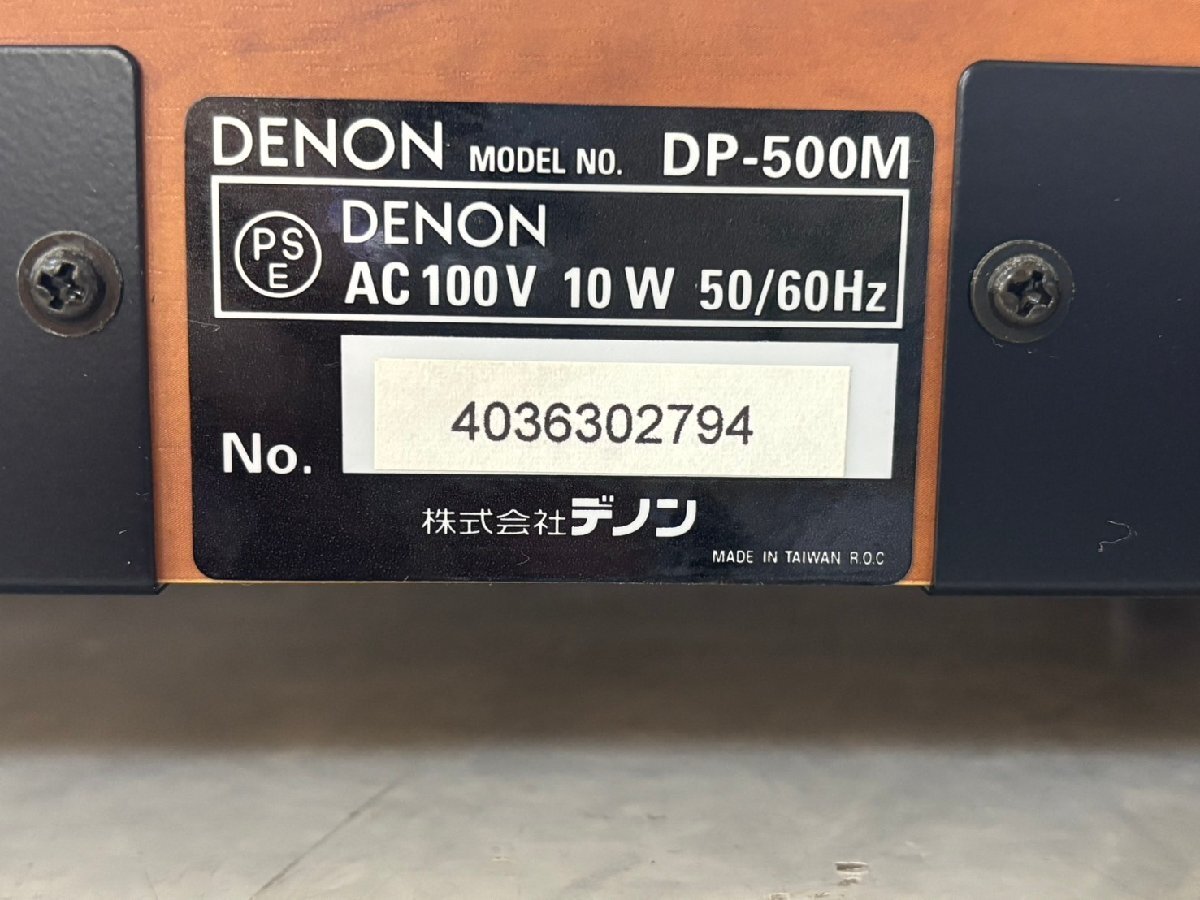 DENON MODEL NO. DP-500M
PS
E
DENON
AC 100V 10 W 50/60Hz
No. 4036302794
株式会社デノン
MADE IN TAIWAN R.O.C